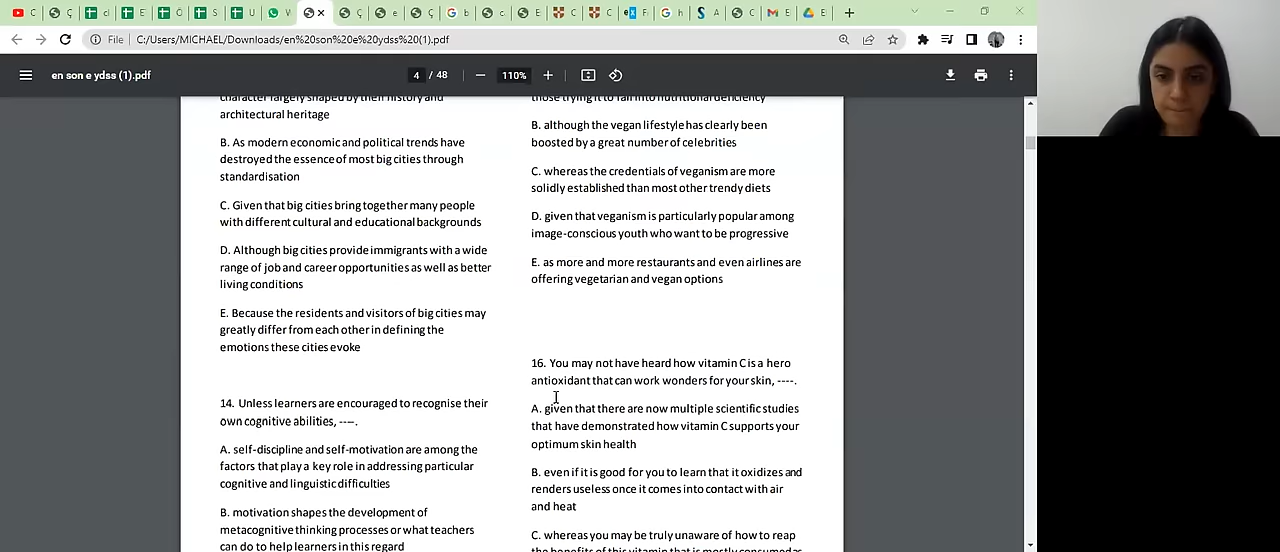 File
C:/Users/MICHAEL/Downloads/en%20son%20e%20ydss%20(1).pdf
en son e ydss (1).pdf
4 / 48
110%
character largely shaped by their history and
architectural heritage
B. As modern economic and political trends have
destroyed the essence of most big cities through
standardisation
C. Given that big cities bring together many people
with different cultural and educational backgrounds
D. Although big cities provide immigrants with a wide
range of job and career opportunities as well as better
living conditions
E. Because the residents and visitors of big cities may
greatly differ from each other in defining the
emotions these cities evoke
14. Unless learners are encouraged to recognise their
own cognitive abilities, ----.
A. self-discipline and self-motivation are among the
factors that play a key role in addressing particular
cognitive and linguistic difficulties
B. motivation shapes the development of
metacognitive thinking processes or what teachers
can do to help learners in this regard
those trying it to fall into nutritional deficiency
B. although the vegan lifestyle has clearly been
boosted by a great number of celebrities
C. whereas the credentials of veganism are more
solidly established than most other trendy diets
D. given that veganism is particularly popular among
image-conscious youth who want to be progressive
E. as more and more restaurants and even airlines are
offering vegetarian and vegan options
16. You may not have heard how vitamin C is a hero
antioxidant that can work wonders for your skin, ----.
A. given that there are now multiple scientific studies
that have demonstrated how vitamin C supports your
optimum skin health
B. even if it is good for you to learn that it oxidizes and
renders useless once it comes into contact with air
and heat
C. whereas you may be truly unaware of how to reap
the benefits of this vitamin that is mostly consumed as